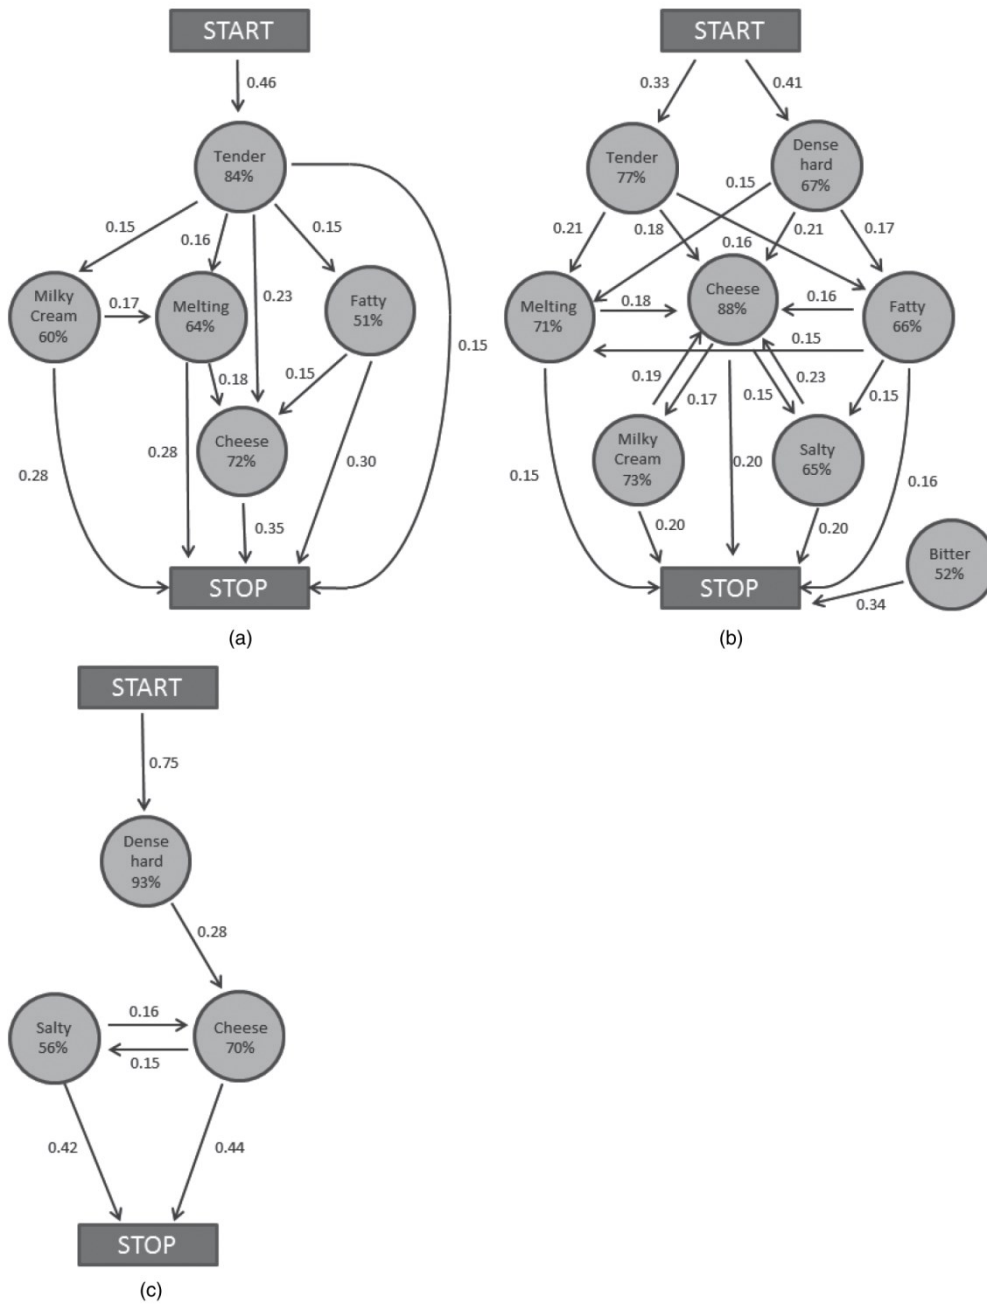 START
0.46
Tender
84%
0.15
0.16
0.15
0.23
Milky
Cream
60%
0.17
Melting
64%
Fatty
51%
0.15
0.18
0.15
Cheese
72%
0.28
0.28
0.30
0.35
STOP
(a)
START
0.33
0.41
Tender
77%
Dense
hard
67%
0.15
0.21
0.18
0.16
0.21
0.17
Melting
71%
0.18
Cheese
88%
0.16
Fatty
66%
0.15
0.19
0.17
0.15
0.23
0.15
Milky
Cream
73%
Salty
65%
0.15
0.20
0.16
0.20
0.20
Bitter
52%
0.34
STOP
(b)
START
0.75
Dense
hard
93%
0.28
Salty
56%
0.16
0.15
Cheese
70%
0.42
0.44
STOP
(c)